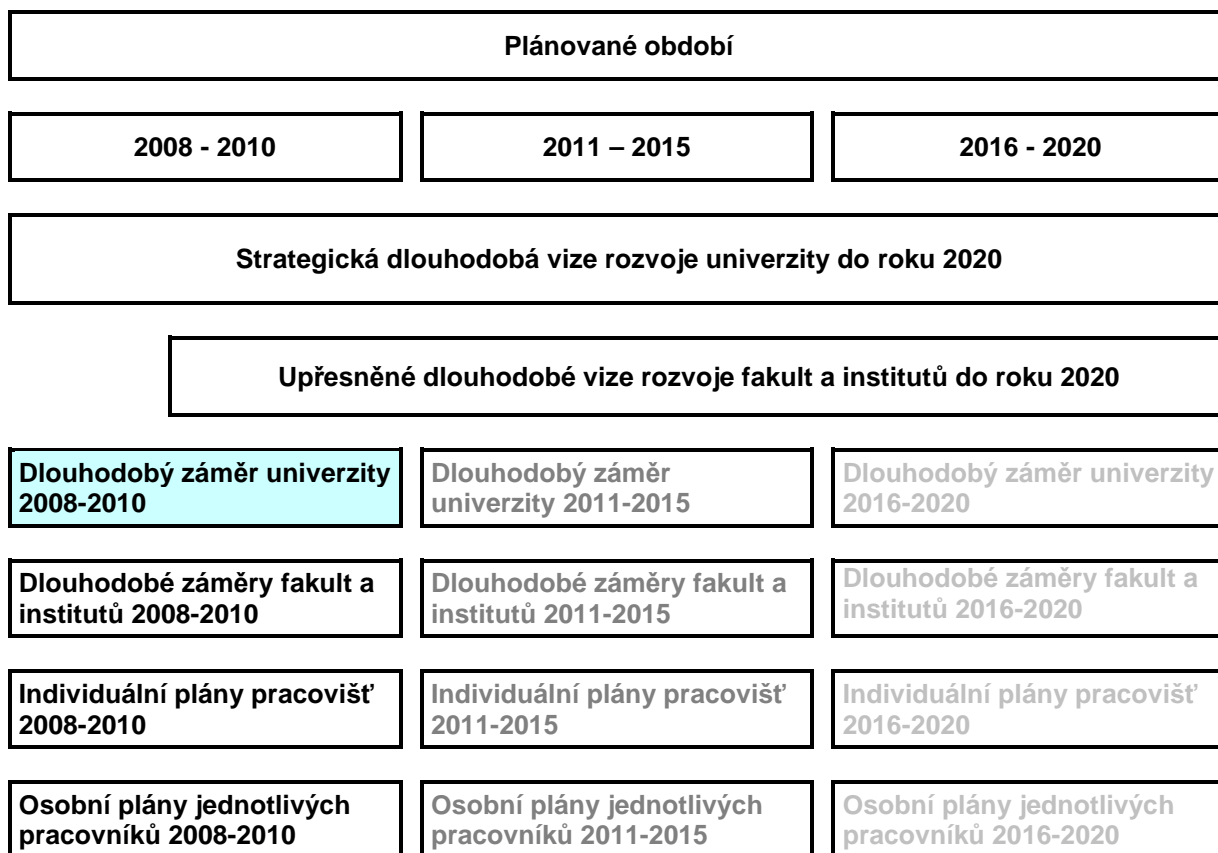 Plánované období
2008 - 2010
2011 – 2015
2016 - 2020
Strategická dlouhodobá vize rozvoje univerzity do roku 2020
Upřesněné dlouhodobé vize rozvoje fakult a institutů do roku 2020
Dlouhodobý záměr univerzity
2008-2010
Dlouhodobý záměr
univerzity 2011-2015
Dlouhodobý záměr univerzity
2016-2020
Dlouhodobé záměry fakult a
institutů 2008-2010
Dlouhodobé záměry fakult a
institutů 2011-2015
Dlouhodobé záměry fakult a
institutů 2016-2020
Individuální plány pracovišť
2008-2010
Individuální plány pracovišť
2011-2015
Individuální plány pracovišť
2016-2020
Osobní plány jednotlivých
pracovníků 2008-2010
Osobní plány jednotlivých
pracovníků 2011-2015
Osobní plány jednotlivých
pracovníků 2016-2020